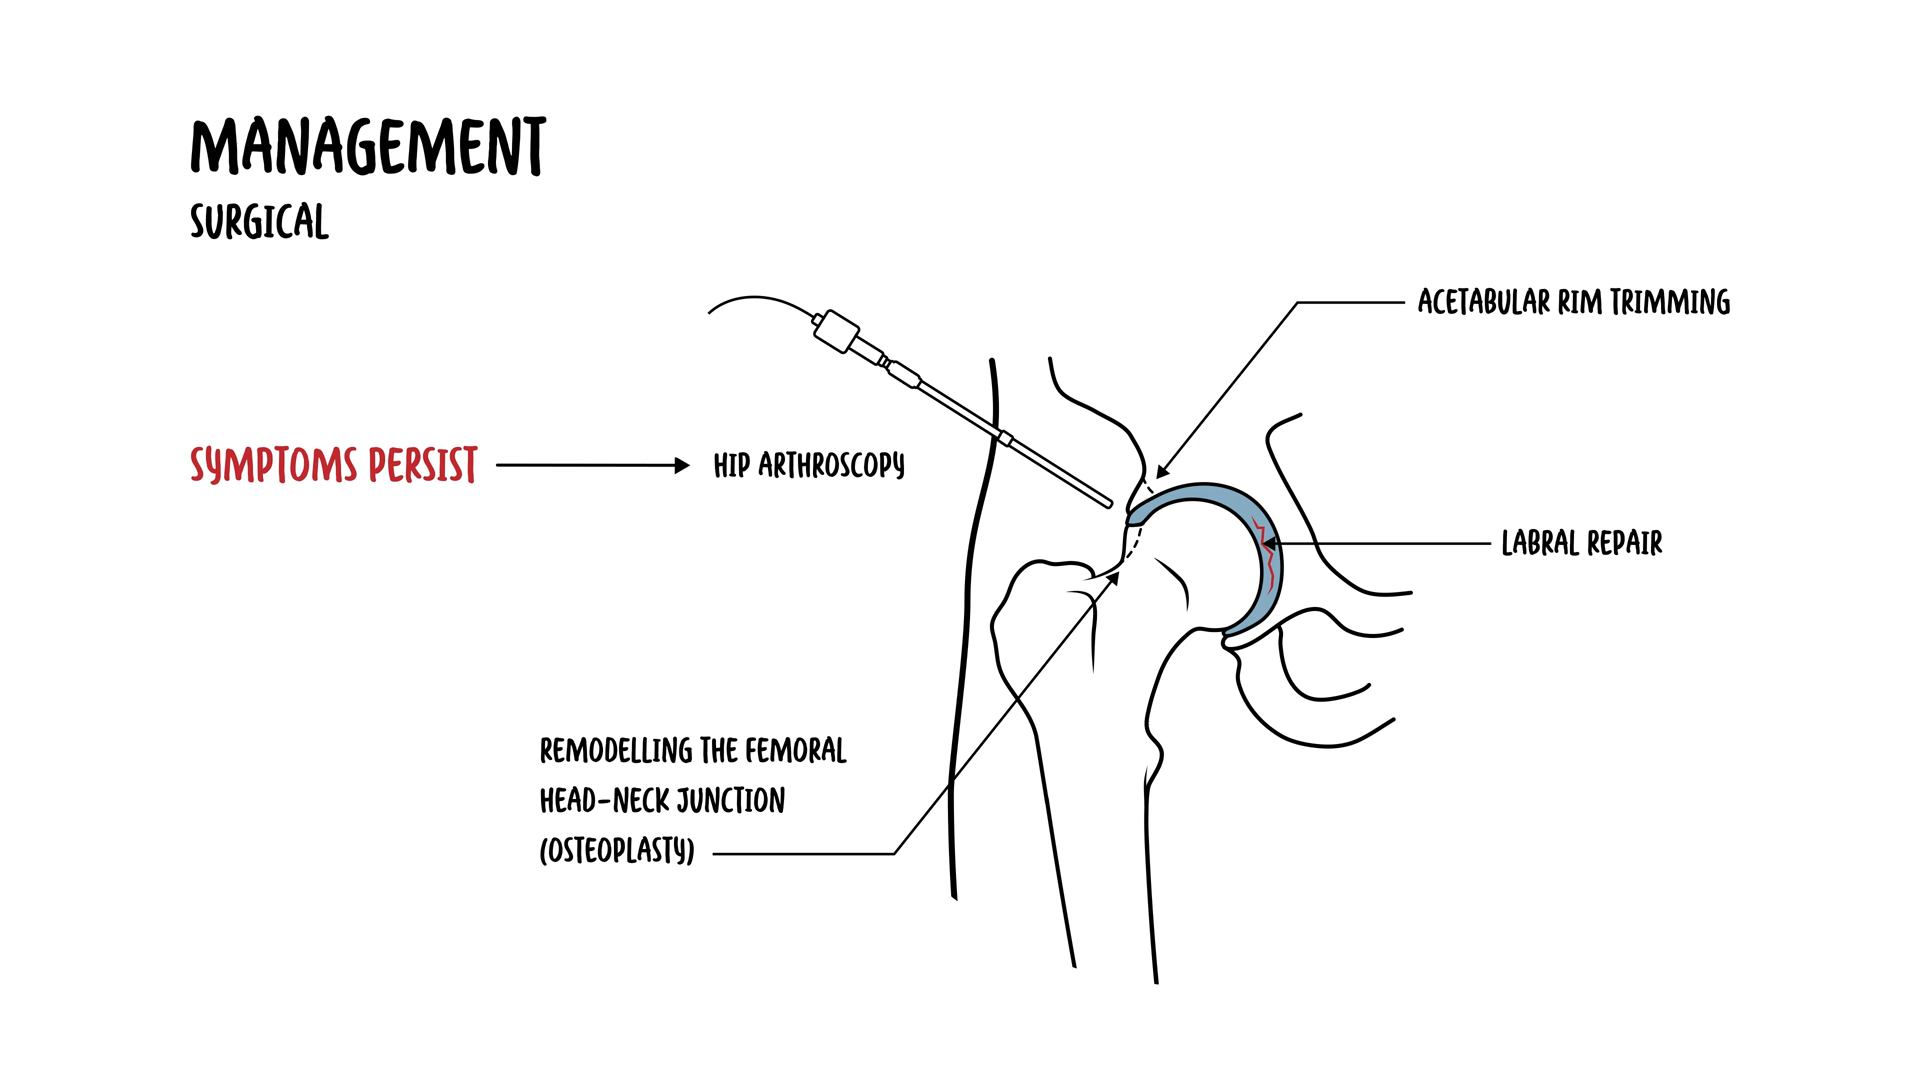 MANAGEMENT
SURGICAL
ACETABULAR RIM TRIMMING
SYMPTOMS PERSIST
HIP ARTHROSCOPY
LABRAL REPAIR
REMODELLING THE FEMORAL
HEAD-NECK JUNCTION
(OSTEOPLASTY)